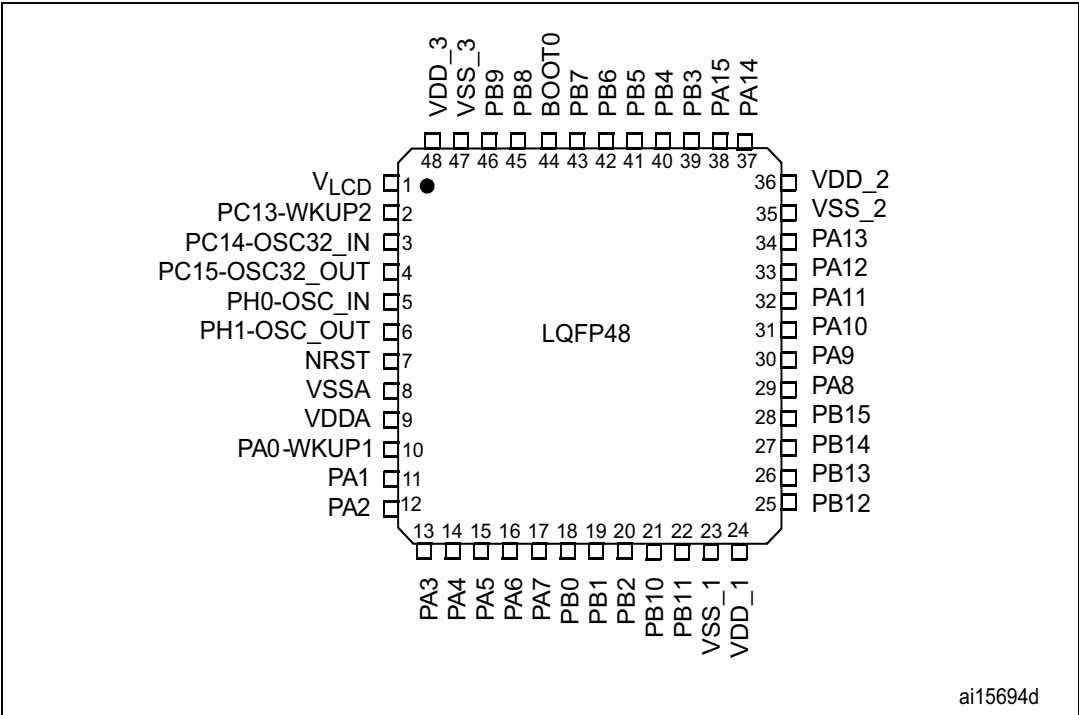 VDD_3
VSS_3
PB9
PB8
BOOT0
PB7
PB6
PB5
PB4
PB3
PA15
PA14
48 47 46 45 44 43 42 41 40 39 38 37
VLCD 1
PC13-WKUP2 2
PC14-OSC32_IN 3
PC15-OSC32_OUT 4
PH0-OSC_IN 5
PH1-OSC_OUT 6
NRST 7
VSSA 8
VDDA 9
PA0-WKUP1 10
PA1 11
PA2 12
LQFP48
36 VDD_2
35 VSS_2
34 PA13
33 PA12
32 PA11
31 PA10
30 PA9
29 PA8
28 PB15
27 PB14
26 PB13
25 PB12
13 14 15 16 17 18 19 20 21 22 23 24
PA3
PA4
PA5
PA6
PA7
PB0
PB1
PB2
PB10
PB11
VSS_1
VDD_1
ai15694d